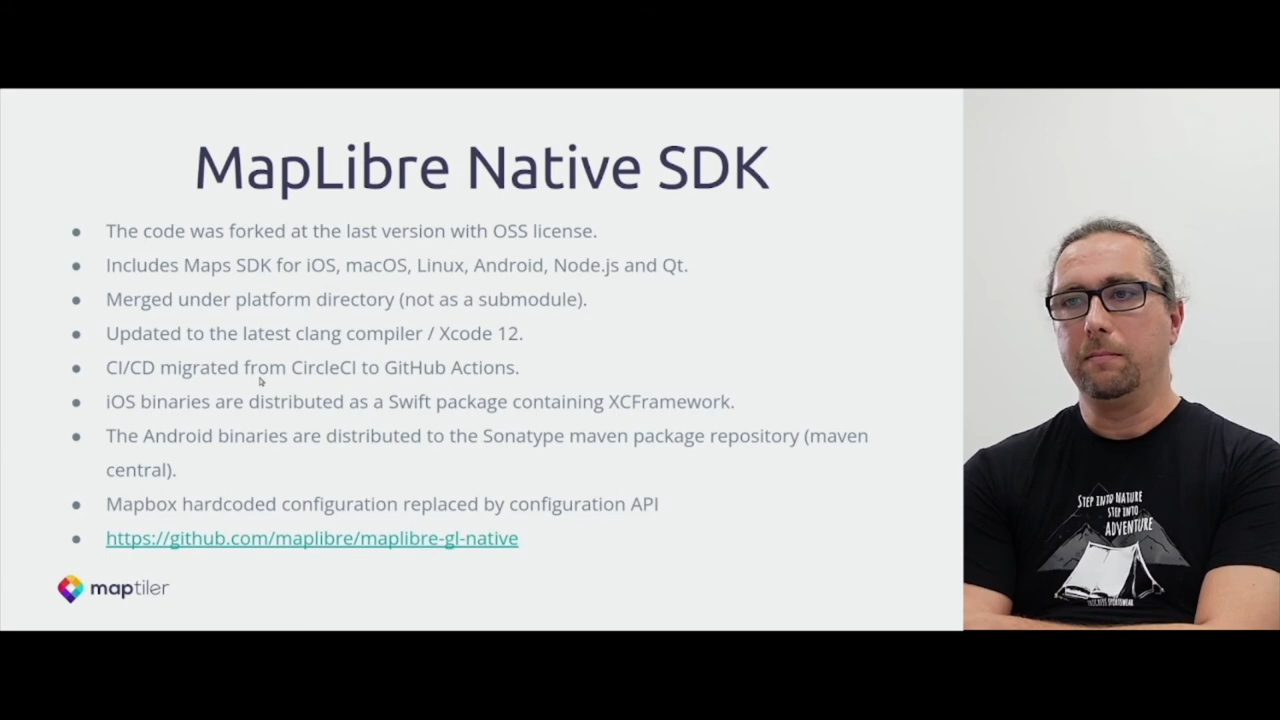 MapLibre Native SDK
• The code was forked at the last version with OSS license.
• Includes Maps SDK for iOS, macOS, Linux, Android, Node.js and Qt.
• Merged under platform directory (not as a submodule).
• Updated to the latest clang compiler / Xcode 12.
• CI/CD migrated from CircleCI to GitHub Actions.
• iOS binaries are distributed as a Swift package containing XCFramework.
• The Android binaries are distributed to the Sonatype maven package repository (maven
central).
• Mapbox hardcoded configuration replaced by configuration API
• https://github.com/maplibre/maplibre-gl-native
maptiler
STEP INTO NATURE
STEP INTO
ADVENTURE